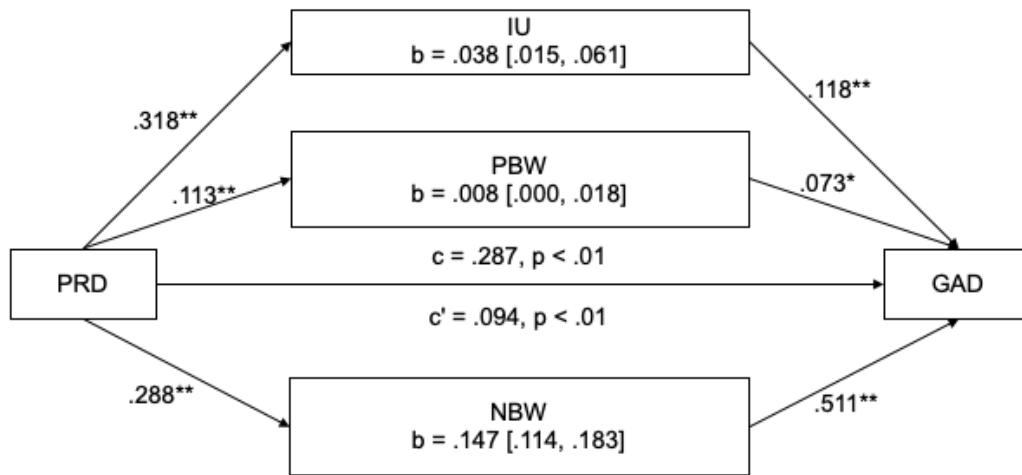 IU
b = .038 [.015, .061]
.318**
.118**
PBW
b = .008 [.000, .018]
.113**
.073*
PRD
c = .287, p < .01
c' = .094, p < .01
GAD
.288**
NBW
b = .147 [.114, .183]
.511**